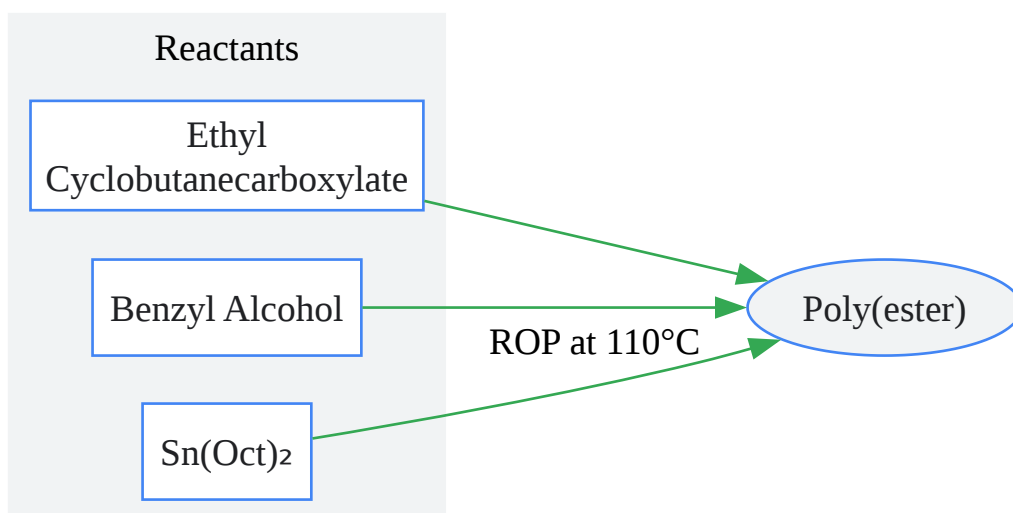 Reactants
Ethyl
Cyclobutanecarboxylate
Benzyl Alcohol
Poly(ester)
ROP at 110°C
Sn(Oct)₂